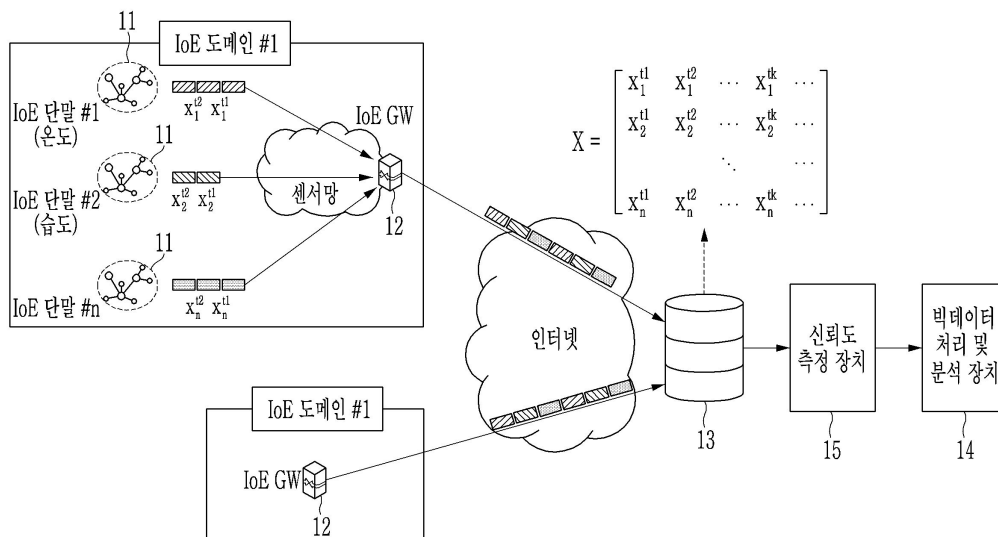 11
IoE 도메인 #1
IoE 단말 #1
(온도)
x₁ᵗ² x₁ᵗ¹
IoE GW
11
IoE 단말 #2
(습도)
x₂ᵗ² x₂ᵗ¹
센서망
12
11
IoE 단말 #n
xₙᵗ² xₙᵗ¹
X =
x₁ᵗ¹ x₁ᵗ² ⋯ x₁ᵗᵏ ⋯
x₂ᵗ¹ x₂ᵗ² ⋯ x₂ᵗᵏ ⋯
⋱ ⋯
xₙᵗ¹ xₙᵗ² ⋯ xₙᵗᵏ ⋯
인터넷
13
신뢰도
측정 장치
15
빅데이터
처리 및
분석 장치
14
IoE 도메인 #1
IoE GW
12